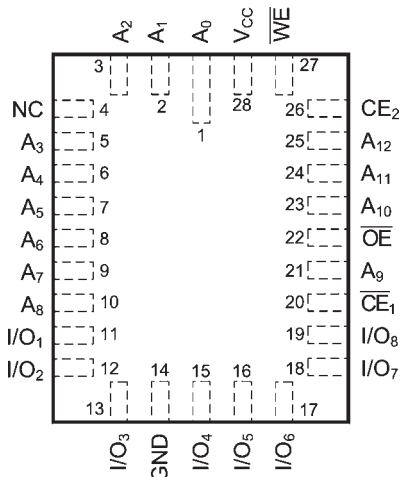 A2 A1 A0 VCC WE
3 2 1 28 27
NC 4 26 CE2
A3 5 25 A12
A4 6 24 A11
A5 7 23 A10
A6 8 22 OE
A7 9 21 A9
A8 10 20 CE1
I/O1 11 19 I/O8
I/O2 12 18 I/O7
13 14 15 16 17
I/O3 GND I/O4 I/O5 I/O6